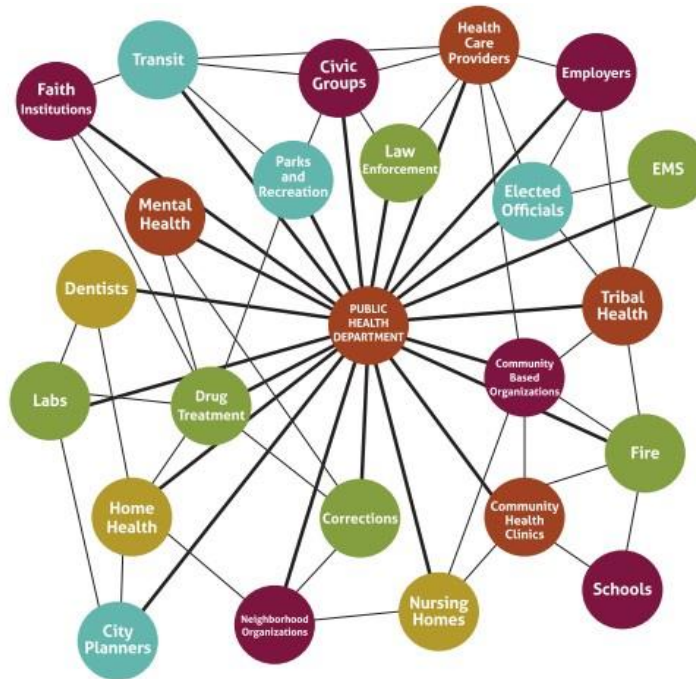 Transit
Civic
Groups
Health
Care
Providers
Employers
Faith
Institutions
Parks
and
Recreation
Law
Enforcement
EMS
Elected
Officials
Mental
Health
Dentists
Tribal
Health
PUBLIC
HEALTH
DEPARTMENT
Community
Based
Organizations
Labs
Drug
Treatment
Fire
Home
Health
Corrections
Community
Health
Clinics
Schools
City
Planners
Neighborhood
Organizations
Nursing
Homes